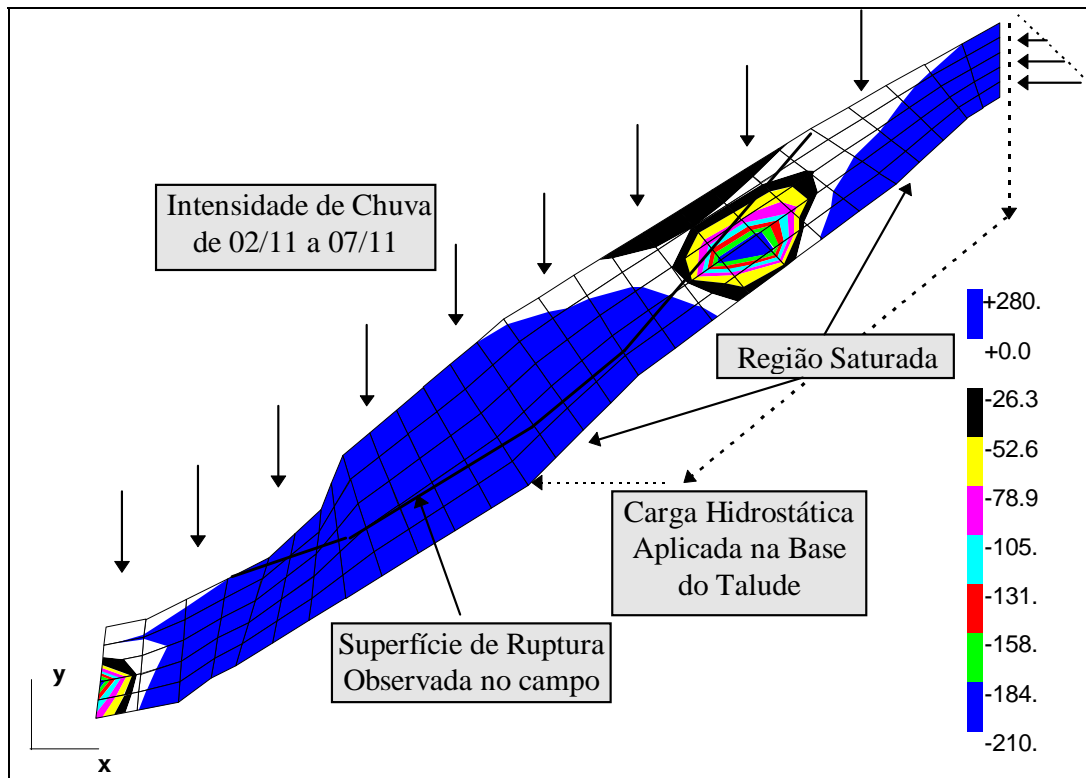 Intensidade de Chuva
de 02/11 a 07/11
Região Saturada
Carga Hidrostática
Aplicada na Base
do Talude
Superfície de Ruptura
Observada no campo
y
x
+280.
+0.0
-26.3
-52.6
-78.9
-105.
-131.
-158.
-184.
-210.